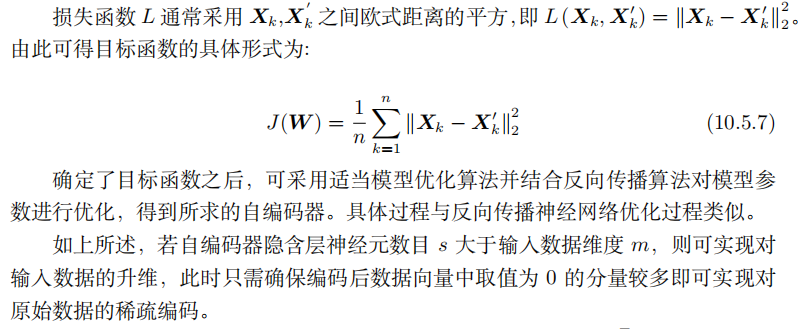 损失函数 L 通常采用 X_k,X_k' 之间欧式距离的平方,即 L(X_k, X_k') = ‖X_k − X_k'‖_2^2。
由此可得目标函数的具体形式为:
J(W) = \frac{1}{n} \sum_{k=1}^{n} ‖X_k − X_k'‖_2^2 (10.5.7)
确定了目标函数之后，可采用适当模型优化算法并结合反向传播算法对模型参
数进行优化，得到所求的自编码器。具体过程与反向传播神经网络优化过程类似。
如上所述，若自编码器隐含层神经元数目 s 大于输入数据维度 m，则可实现对
输入数据的升维，此时只需确保编码后数据向量中取值为 0 的分量较多即可实现对
原始数据的稀疏编码。